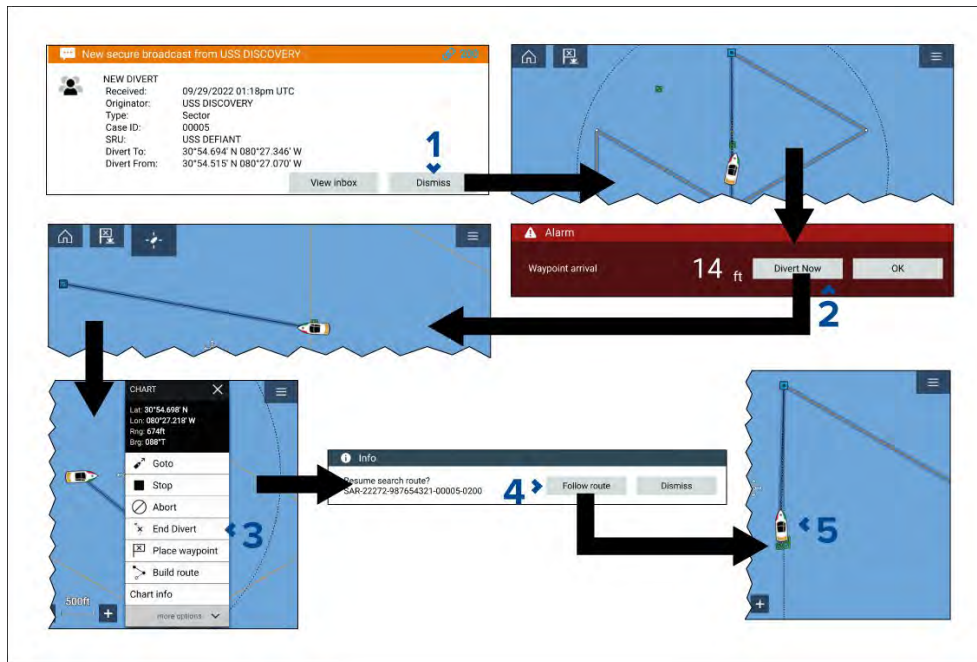 New secure broadcast from USS DISCOVERY
NEW DIVERT
Received: 09/29/2022 01:18pm UTC
Originator: USS DISCOVERY
Type: Sector
Case ID: 00005
SRU: USS DEFIANT
Divert To: 30°54.694' N 080°27.346' W
Divert From: 30°54.515' N 080°27.070' W
1
View inbox Dismiss
Alarm
Waypoint arrival 14 ft Divert Now OK
2
CHART
Lat: 30°54.698' N
Lon: 080°27.218' W
Rng: 674ft
Brg: 088°T
Goto
Stop
Abort
End Divert
3
Place waypoint
Build route
Chart info
more options
500ft
Info
Resume search route?
SAR-22272-987654321-00005-0200
4
Follow route Dismiss
5